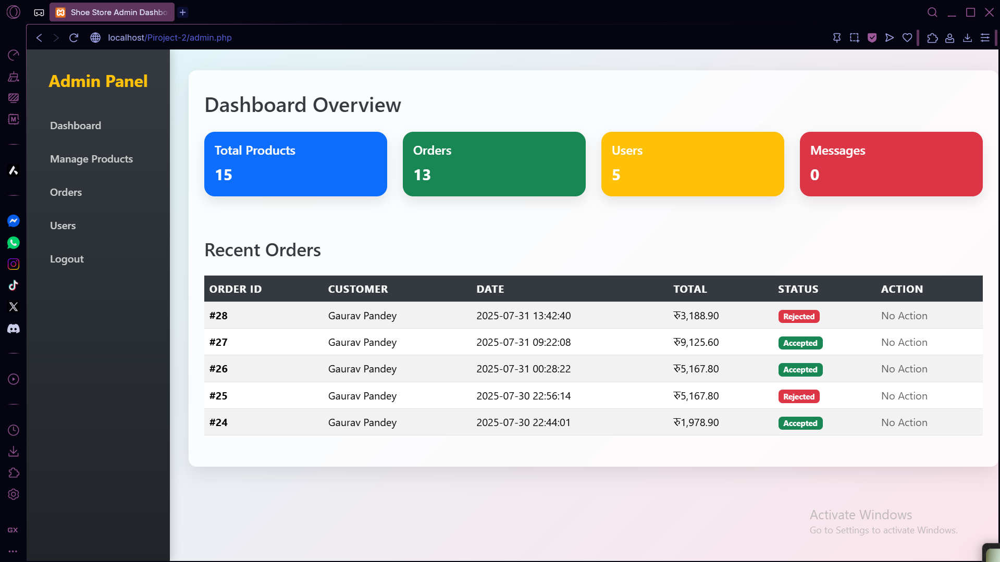 Shoe Store Admin Dashbo
localhost/Piroject-2/admin.php
Admin Panel
Dashboard
Manage Products
Orders
Users
Logout
Dashboard Overview
Total Products
15
Orders
13
Users
5
Messages
0
Recent Orders
ORDER ID CUSTOMER DATE TOTAL STATUS ACTION
#28 Gaurav Pandey 2025-07-31 13:42:40 रु3,188.90 Rejected No Action
#27 Gaurav Pandey 2025-07-31 09:22:08 रु9,125.60 Accepted No Action
#26 Gaurav Pandey 2025-07-31 00:28:22 रु5,167.80 Accepted No Action
#25 Gaurav Pandey 2025-07-30 22:56:14 रु5,167.80 Rejected No Action
#24 Gaurav Pandey 2025-07-30 22:44:01 रु1,978.90 Accepted No Action
M
GX
Activate Windows
Go to Settings to activate Windows.